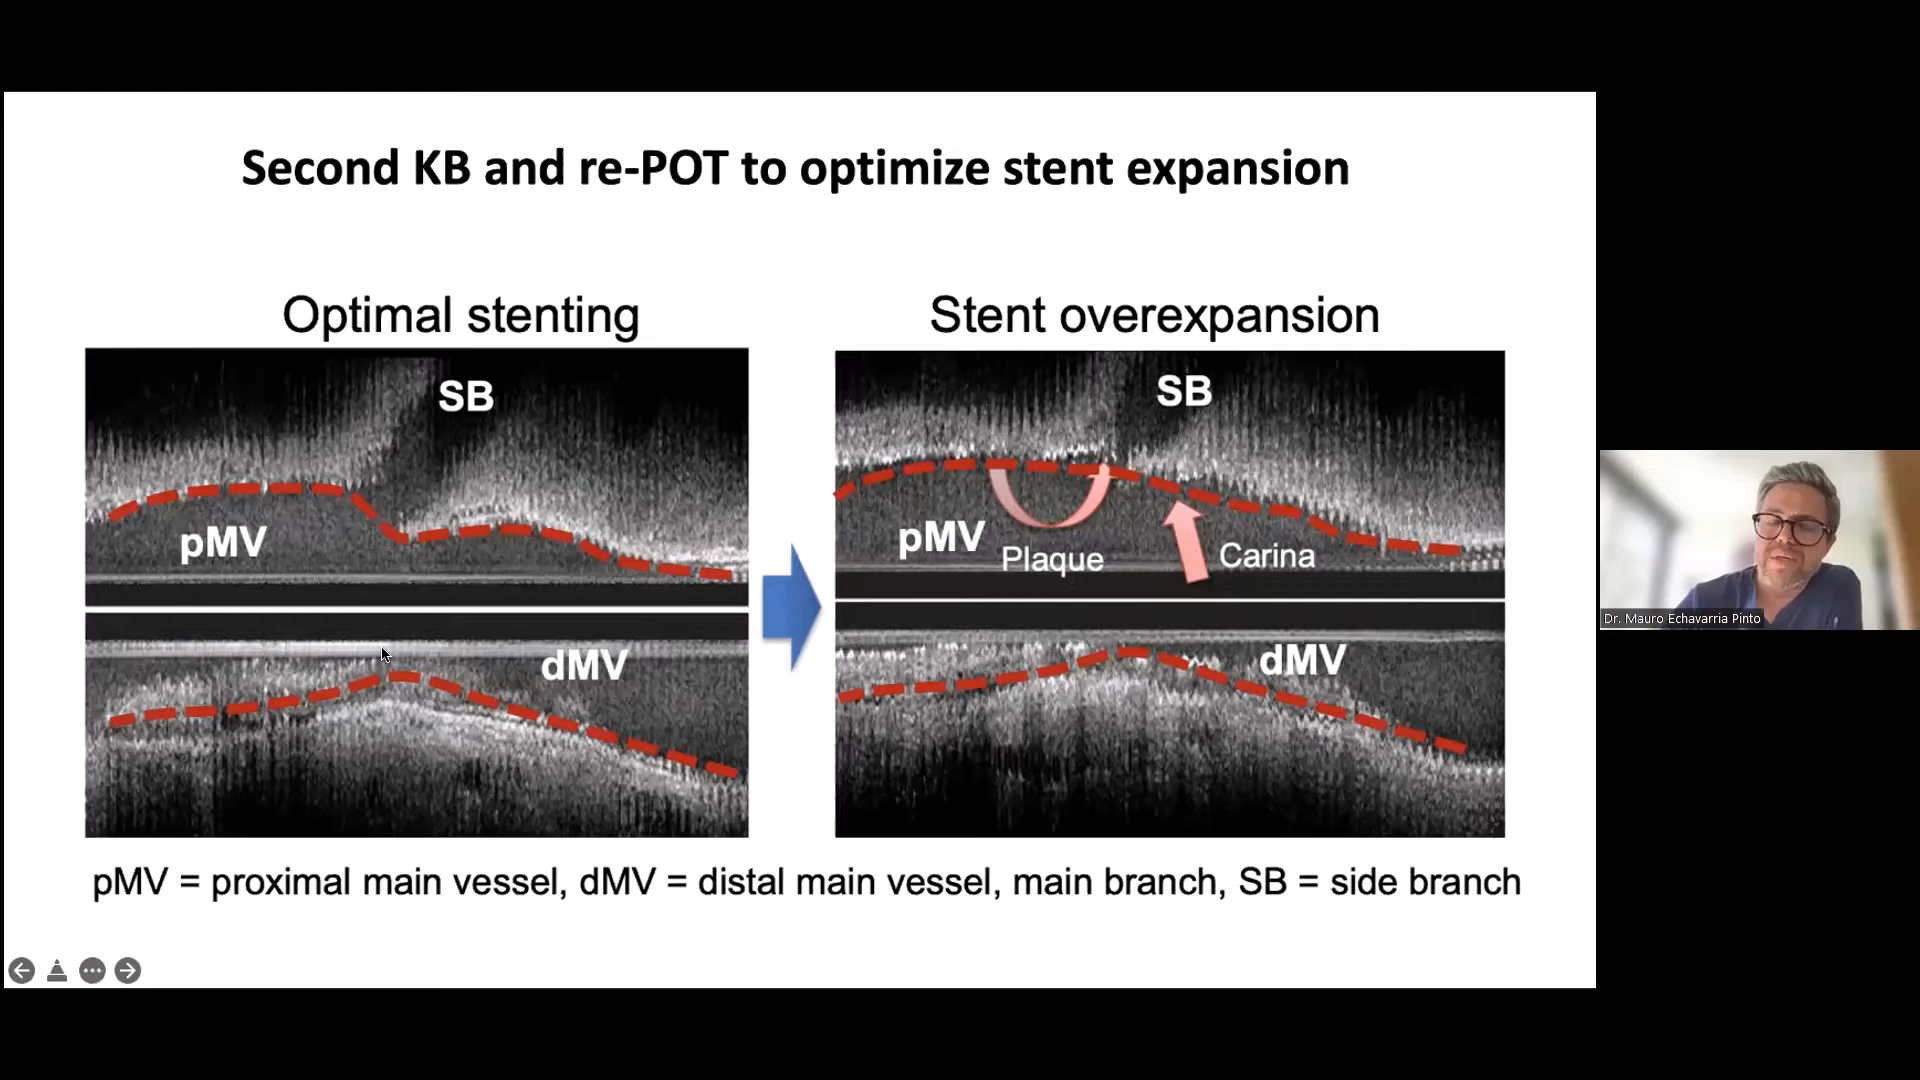 Second KB and re-POT to optimize stent expansion
Optimal stenting
Stent overexpansion
SB
pMV
dMV
SB
pMV
Plaque
Carina
dMV
pMV = proximal main vessel, dMV = distal main vessel, main branch, SB = side branch
Dr. Mauro Echavarria Pinto